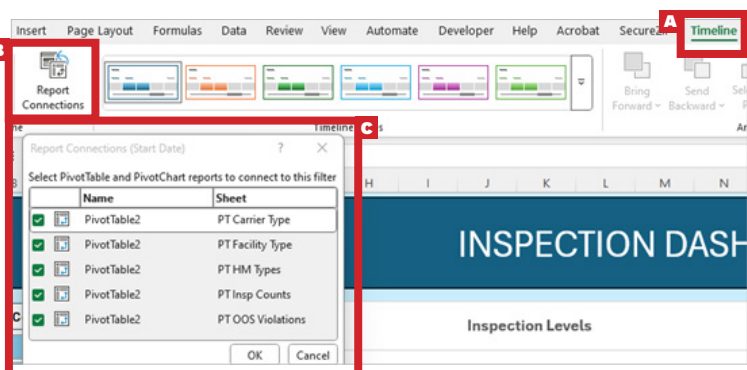 A
Insert Page Layout Formulas Data Review View Automate Developer Help Acrobat Timeline
B
Report
Connections
Bring
Forward
Send
Backward
C
Report Connections (Start Date) ? ×
Select PivotTable and PivotChart reports to connect to this filter
H I J K L M N
Name Sheet
PivotTable2 PT Carrier Type
PivotTable2 PT Facility Type
PivotTable2 PT HM Types
PivotTable2 PT Insp Counts
PivotTable2 PT OOS Violations
OK Cancel
INSPECTION DASH
Inspection Levels